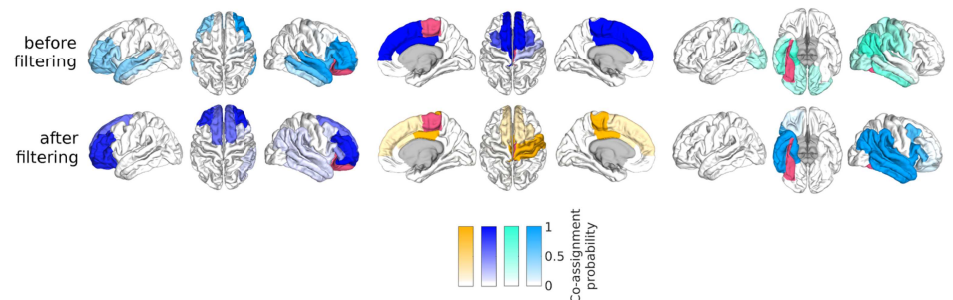 before
filtering
after
filtering
1
0.5
0
Co-assignment
probability